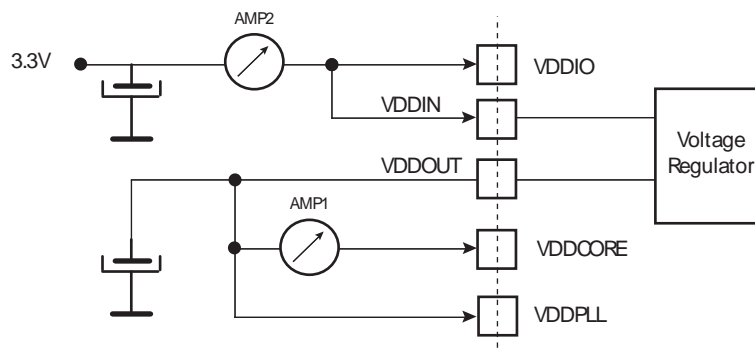 AMP2
3.3V
VDDIO
VDDIN
Voltage
Regulator
VDDOUT
AMP1
VDDCORE
VDDPLL